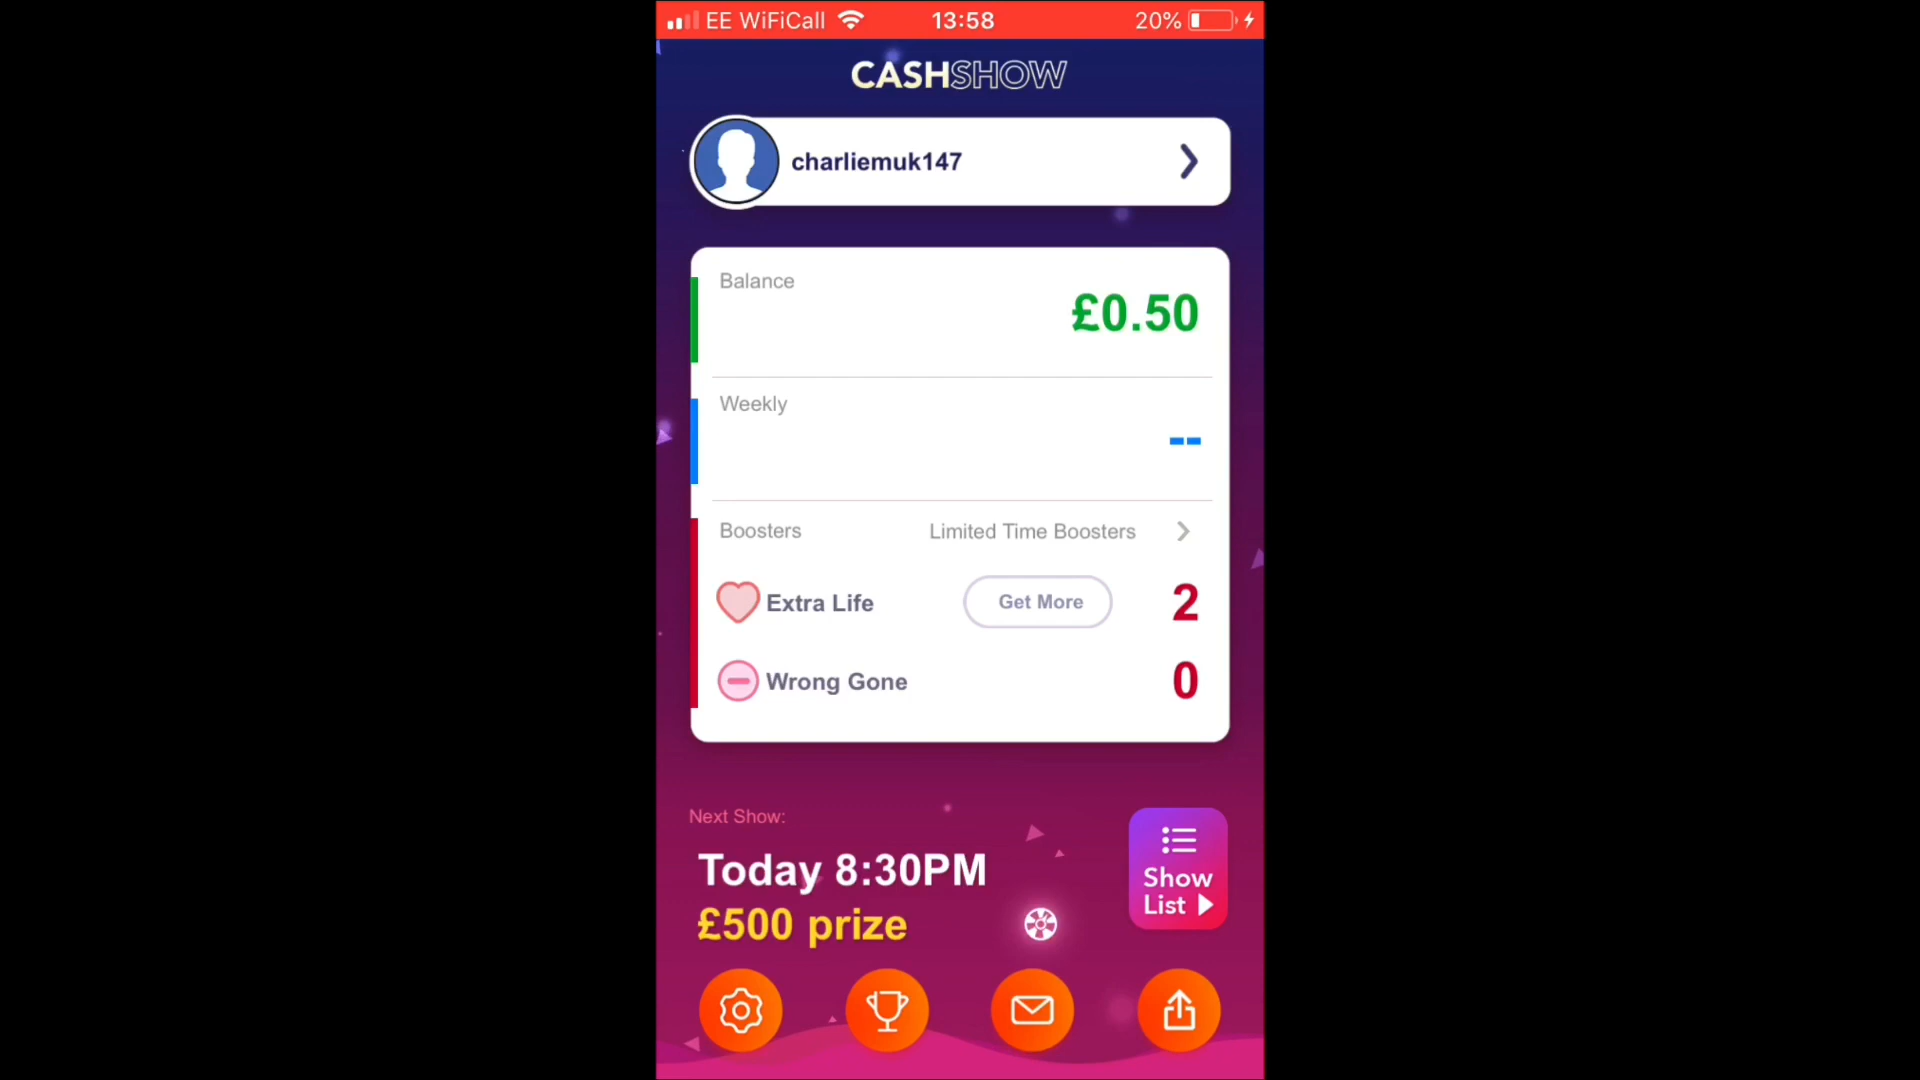 EE WiFiCall 13:58 20%
CASHSHOW
charliemuk147
Balance
£0.50
Weekly
--
Boosters Limited Time Boosters
Extra Life Get More 2
Wrong Gone 0
Next Show:
Today 8:30PM
£500 prize
Show
List